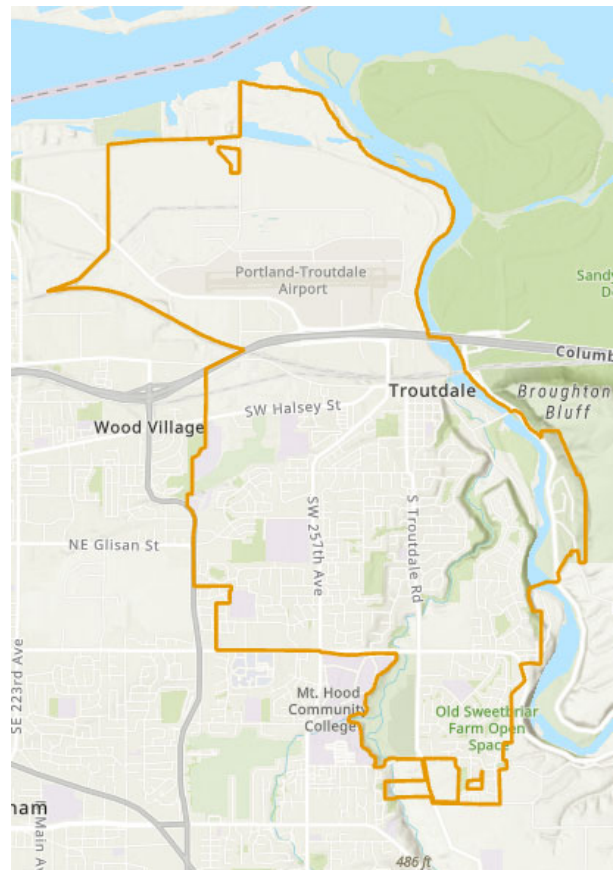 Portland-Troutdale
Airport
Sandy
De
Columb
Troutdale
Broughton
Bluff
SW Halsey St
Wood Village
SW 257th Ave
S Troutdale Rd
NE Glisan St
SE 223rd Ave
Mt. Hood
Community
College
Old Sweetbriar
Farm Open
Space
ham
Main Av
486 ft